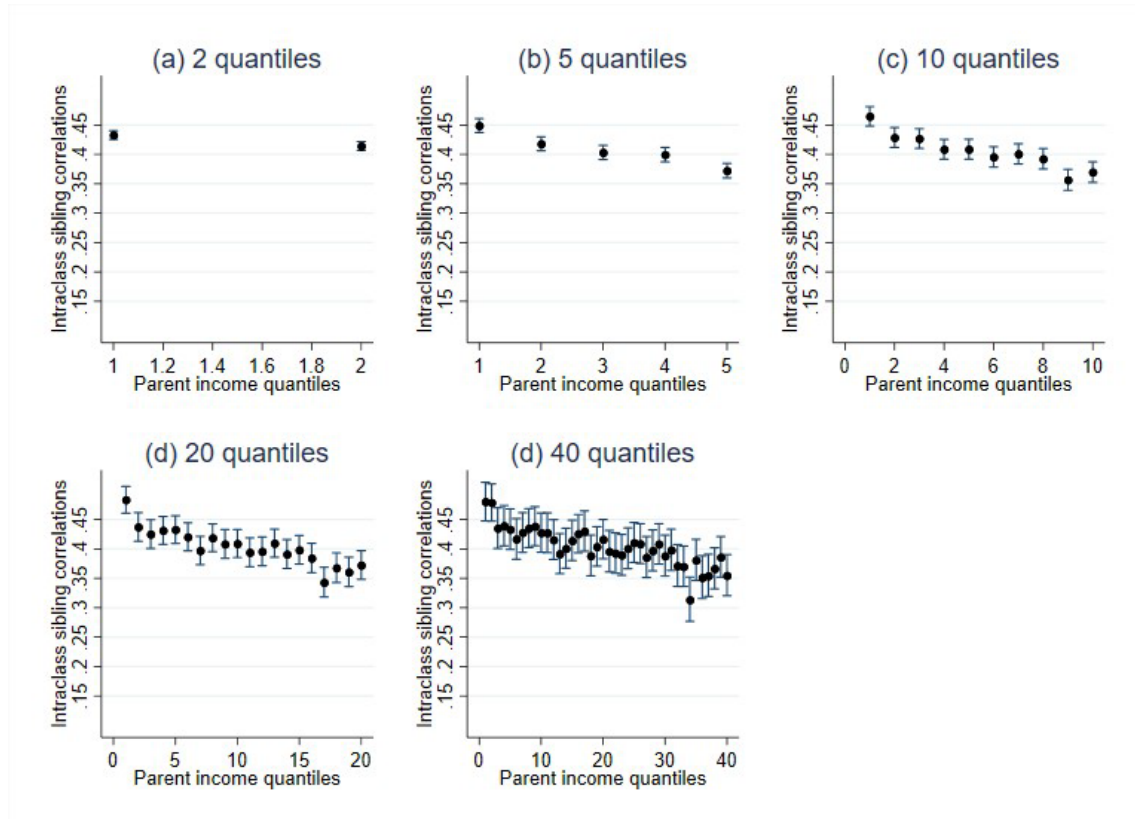 (a) 2 quantiles
Intraclass sibling correlations
.45
.4
.35
.3
.25
.2
.15
1 1.2 1.4 1.6 1.8 2
Parent income quantiles
(b) 5 quantiles
Intraclass sibling correlations
.45
.4
.35
.3
.25
.2
.15
1 2 3 4 5
Parent income quantiles
(c) 10 quantiles
Intraclass sibling correlations
.45
.4
.35
.3
.25
.2
.15
0 2 4 6 8 10
Parent income quantiles
(d) 20 quantiles
Intraclass sibling correlations
.45
.4
.35
.3
.25
.2
.15
0 5 10 15 20
Parent income quantiles
(d) 40 quantiles
Intraclass sibling correlations
.45
.4
.35
.3
.25
.2
.15
0 10 20 30 40
Parent income quantiles